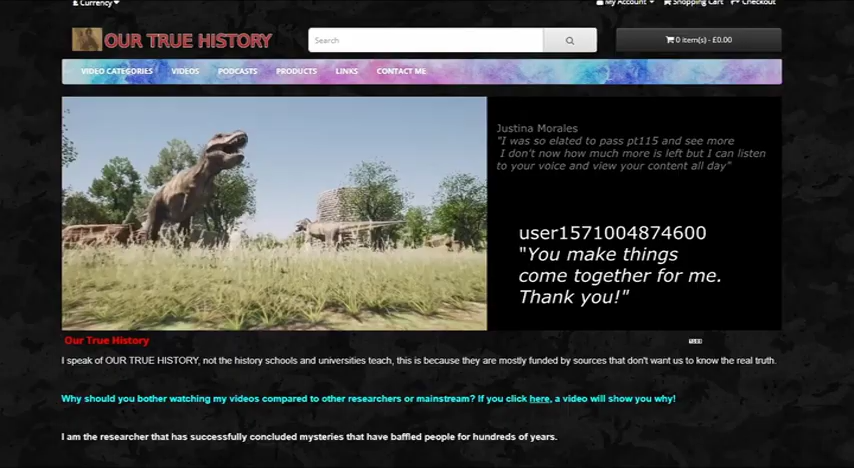 £ Currency
My Account
Shopping Cart
Checkout
OUR TRUE HISTORY
Search
0 item(s) - £0.00
VIDEO CATEGORIES
VIDEOS
PODCASTS
PRODUCTS
LINKS
CONTACT ME
Justina Morales
"I was so elated to pass pt115 and see more
I don't now how much more is left but I can listen
to your voice and view your content all day"
user1571004874600
"You make things
come together for me.
Thank you!"
Our True History
I speak of OUR TRUE HISTORY, not the history schools and universities teach, this is because they are mostly funded by sources that don't want us to know the real truth.
Why should you bother watching my videos compared to other researchers or mainstream? If you click here, a video will show you why!
I am the researcher that has successfully concluded mysteries that have baffled people for hundreds of years.